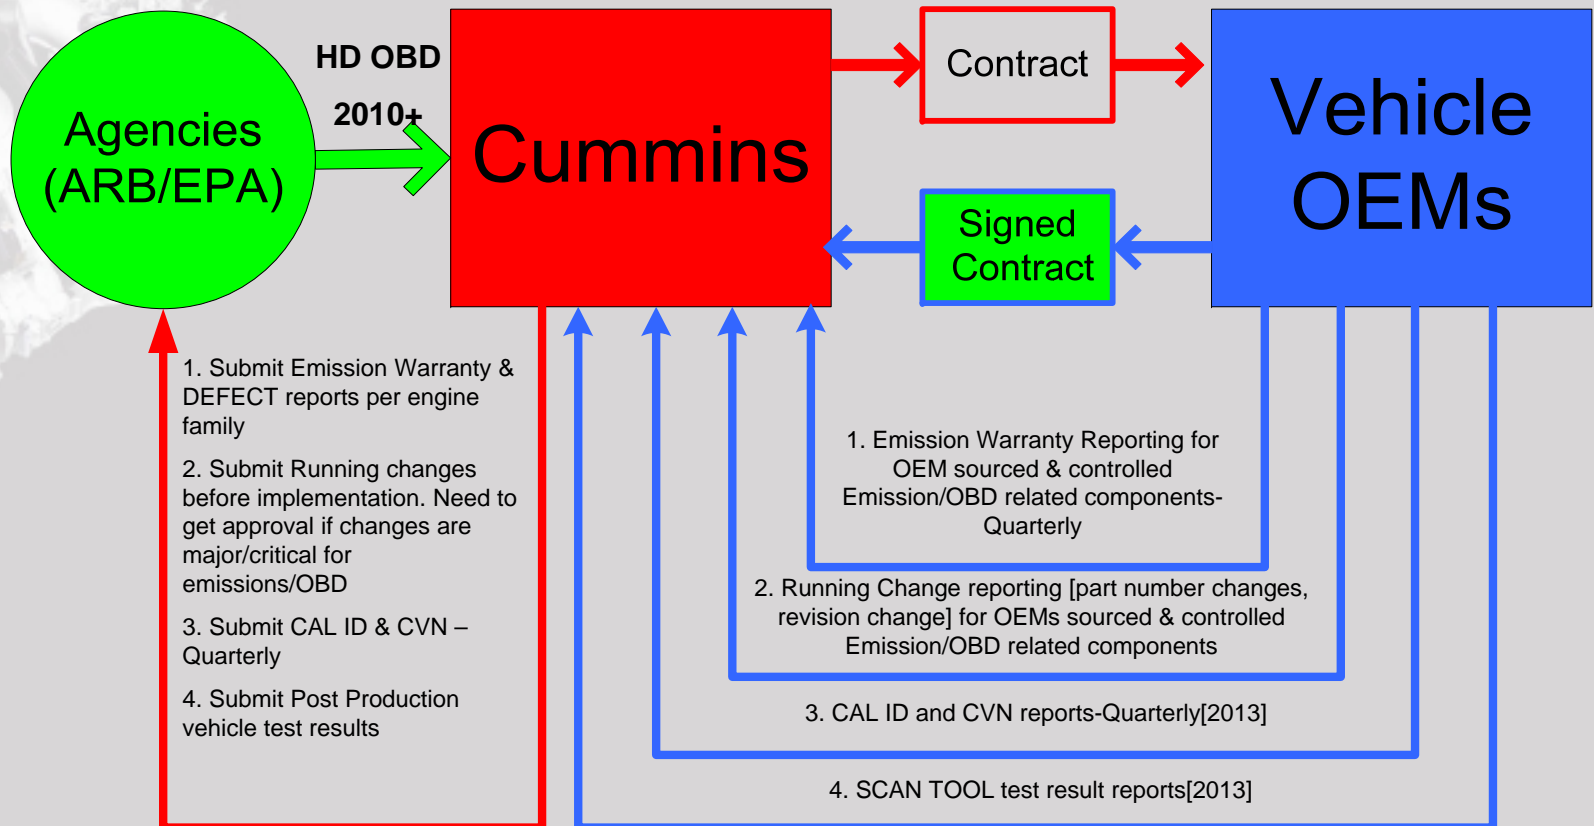 HD OBD
2010+
Agencies
(ARB/EPA)
Cummins
Contract
Signed
Contract
Vehicle
OEMs
1. Submit Emission Warranty &
DEFECT reports per engine
family
2. Submit Running changes
before implementation. Need to
get approval if changes are
major/critical for
emissions/OBD
3. Submit CAL ID & CVN –
Quarterly
4. Submit Post Production
vehicle test results
1. Emission Warranty Reporting for
OEM sourced & controlled
Emission/OBD related components-
Quarterly
2. Running Change reporting [part number changes,
revision change] for OEMs sourced & controlled
Emission/OBD related components
3. CAL ID and CVN reports-Quarterly[2013]
4. SCAN TOOL test result reports[2013]